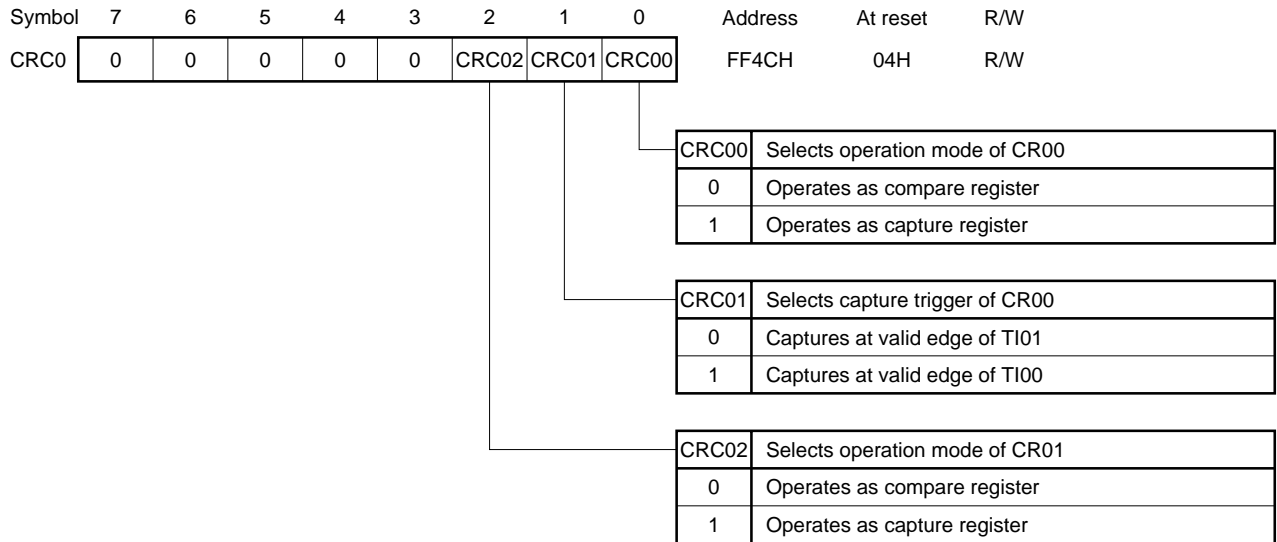 Symbol 7 6 5 4 3 2 1 0 Address At reset R/W
CRC0 0 0 0 0 0 CRC02 CRC01 CRC00 FF4CH 04H R/W
CRC00 Selects operation mode of CR00
0 Operates as compare register
1 Operates as capture register
CRC01 Selects capture trigger of CR00
0 Captures at valid edge of TI01
1 Captures at valid edge of TI00
CRC02 Selects operation mode of CR01
0 Operates as compare register
1 Operates as capture register